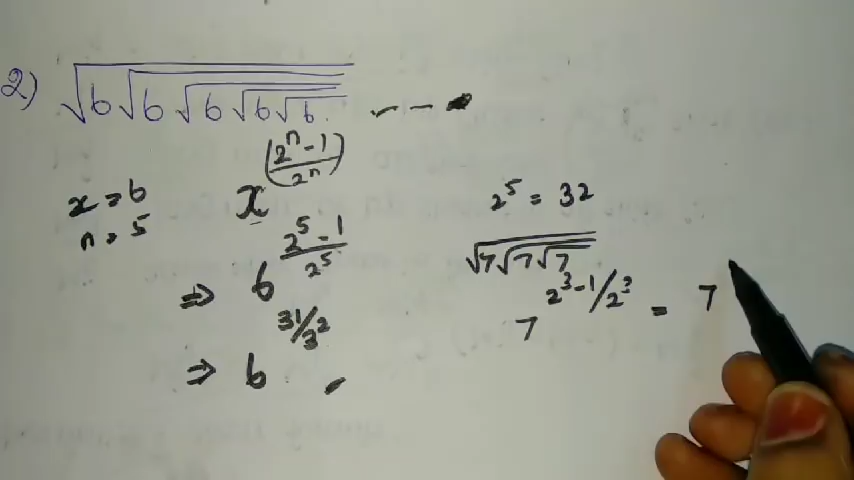 2) √6√6√6√6√6.
x^((2^n - 1)/2^n)
x = 6
n = 5
⇒ 6^((2^5 - 1)/2^5)
⇒ 6^(31/32)
2^5 = 32
√7√7√7
7^(2^3 - 1/2^3) = 7